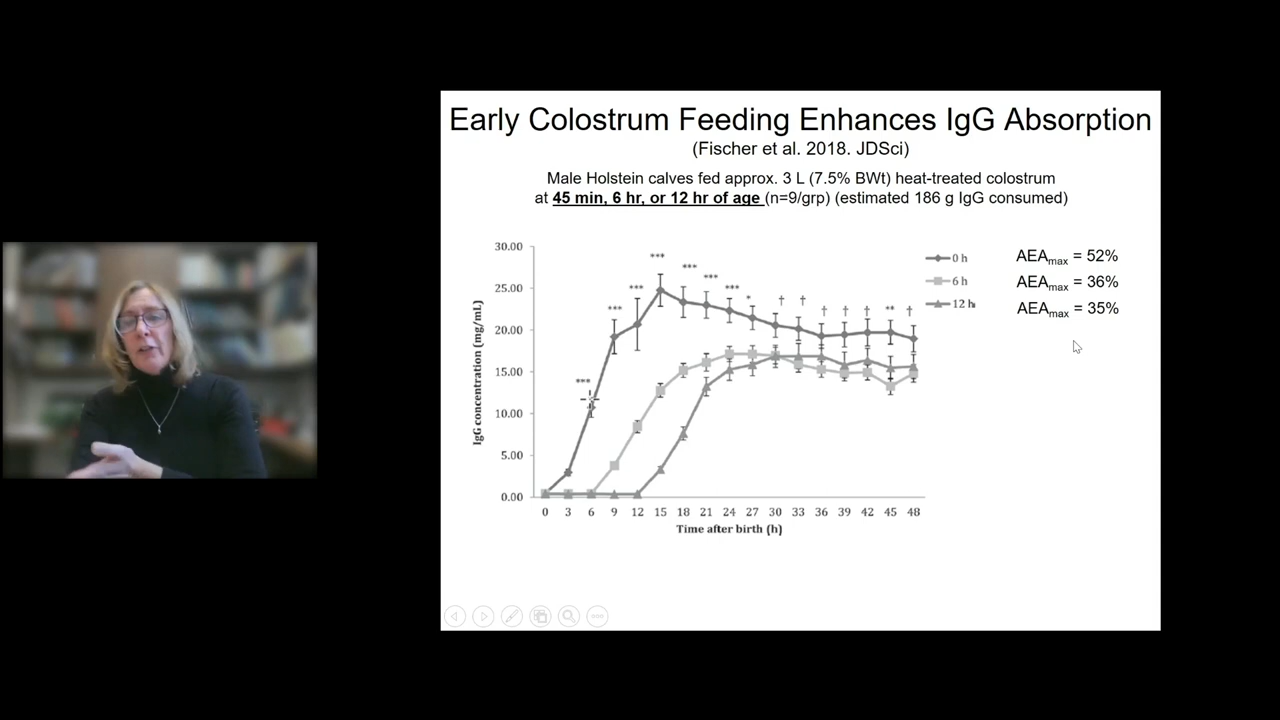 Early Colostrum Feeding Enhances IgG Absorption
(Fischer et al. 2018. JDSci)
Male Holstein calves fed approx. 3 L (7.5% BWt) heat-treated colostrum
at 45 min, 6 hr, or 12 hr of age (n=9/grp) (estimated 186 g IgG consumed)
30.00
25.00
20.00
15.00
10.00
5.00
0.00
IgG concentration (mg/mL)
*** *** *** *** *** *** *** * † † † † † ** †
0 h
6 h
12 h
AEAmax = 52%
AEAmax = 36%
AEAmax = 35%
0 3 6 9 12 15 18 21 24 27 30 33 36 39 42 45 48
Time after birth (h)